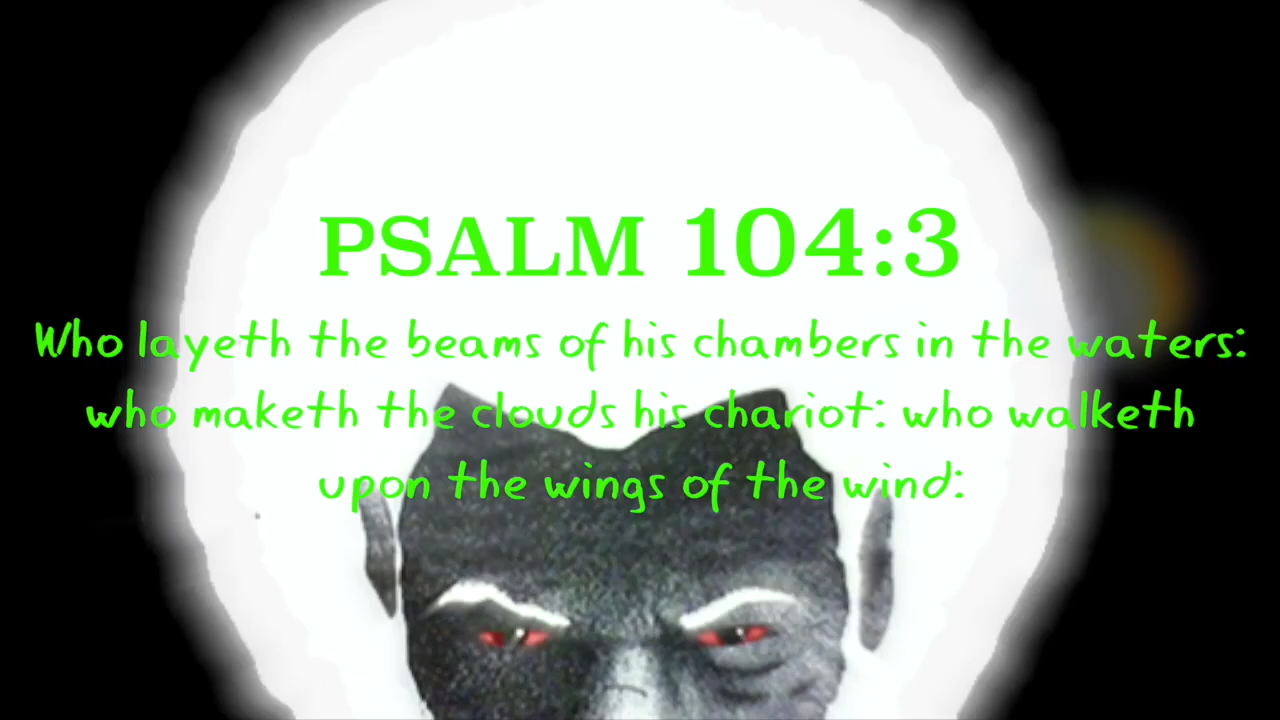 PSALM 104:3
Who layeth the beams of his chambers in the waters:
who maketh the clouds his chariot: who walketh
upon the wings of the wind: